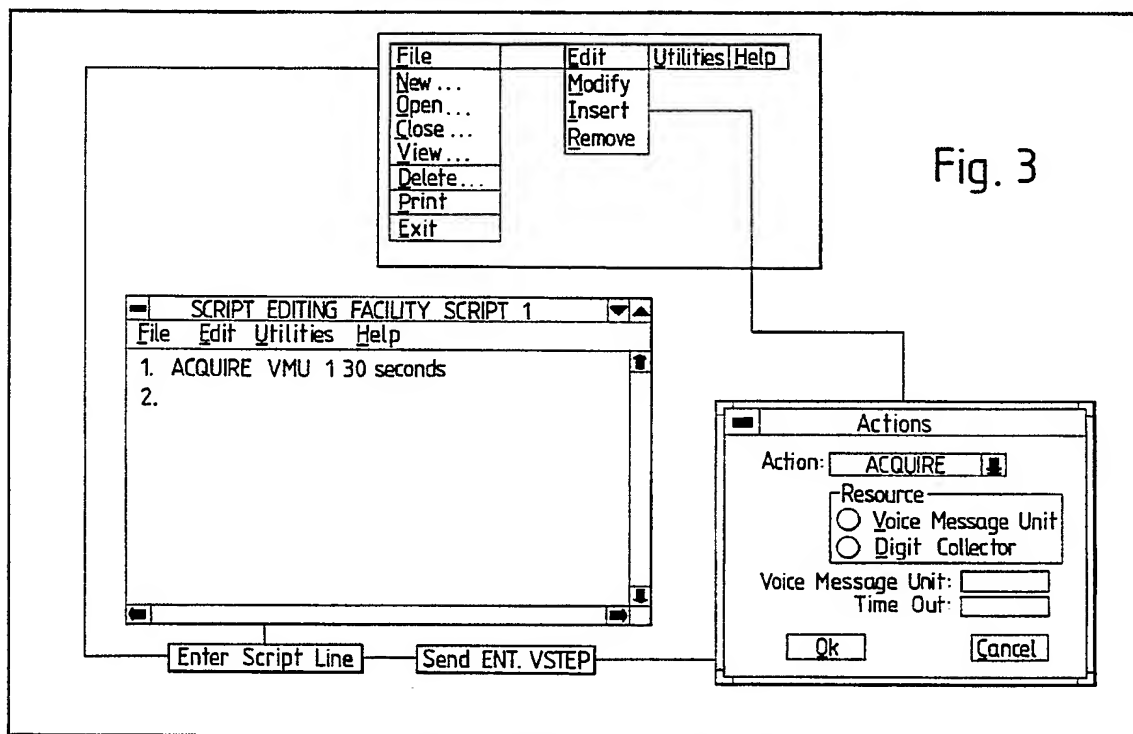 File Edit Utilities Help
New... Modify
Open... Insert
Close... Remove
View...
Delete...
Print
Exit
Fig. 3
SCRIPT EDITING FACILITY SCRIPT 1
File Edit Utilities Help
1. ACQUIRE VMU 1 30 seconds
2.
Actions
Action: ACQUIRE
Resource
Voice Message Unit
Digit Collector
Voice Message Unit:
Time Out:
Ok Cancel
Enter Script Line Send ENT. VSTEP